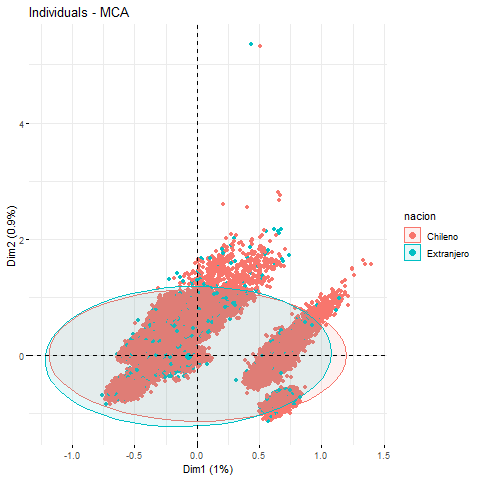 Individuals - MCA
Dim2 (0.9%)
4
2
0
-1.0
-0.5
0.0
0.5
1.0
1.5
Dim1 (1%)
nacion
Chileno
Extranjero